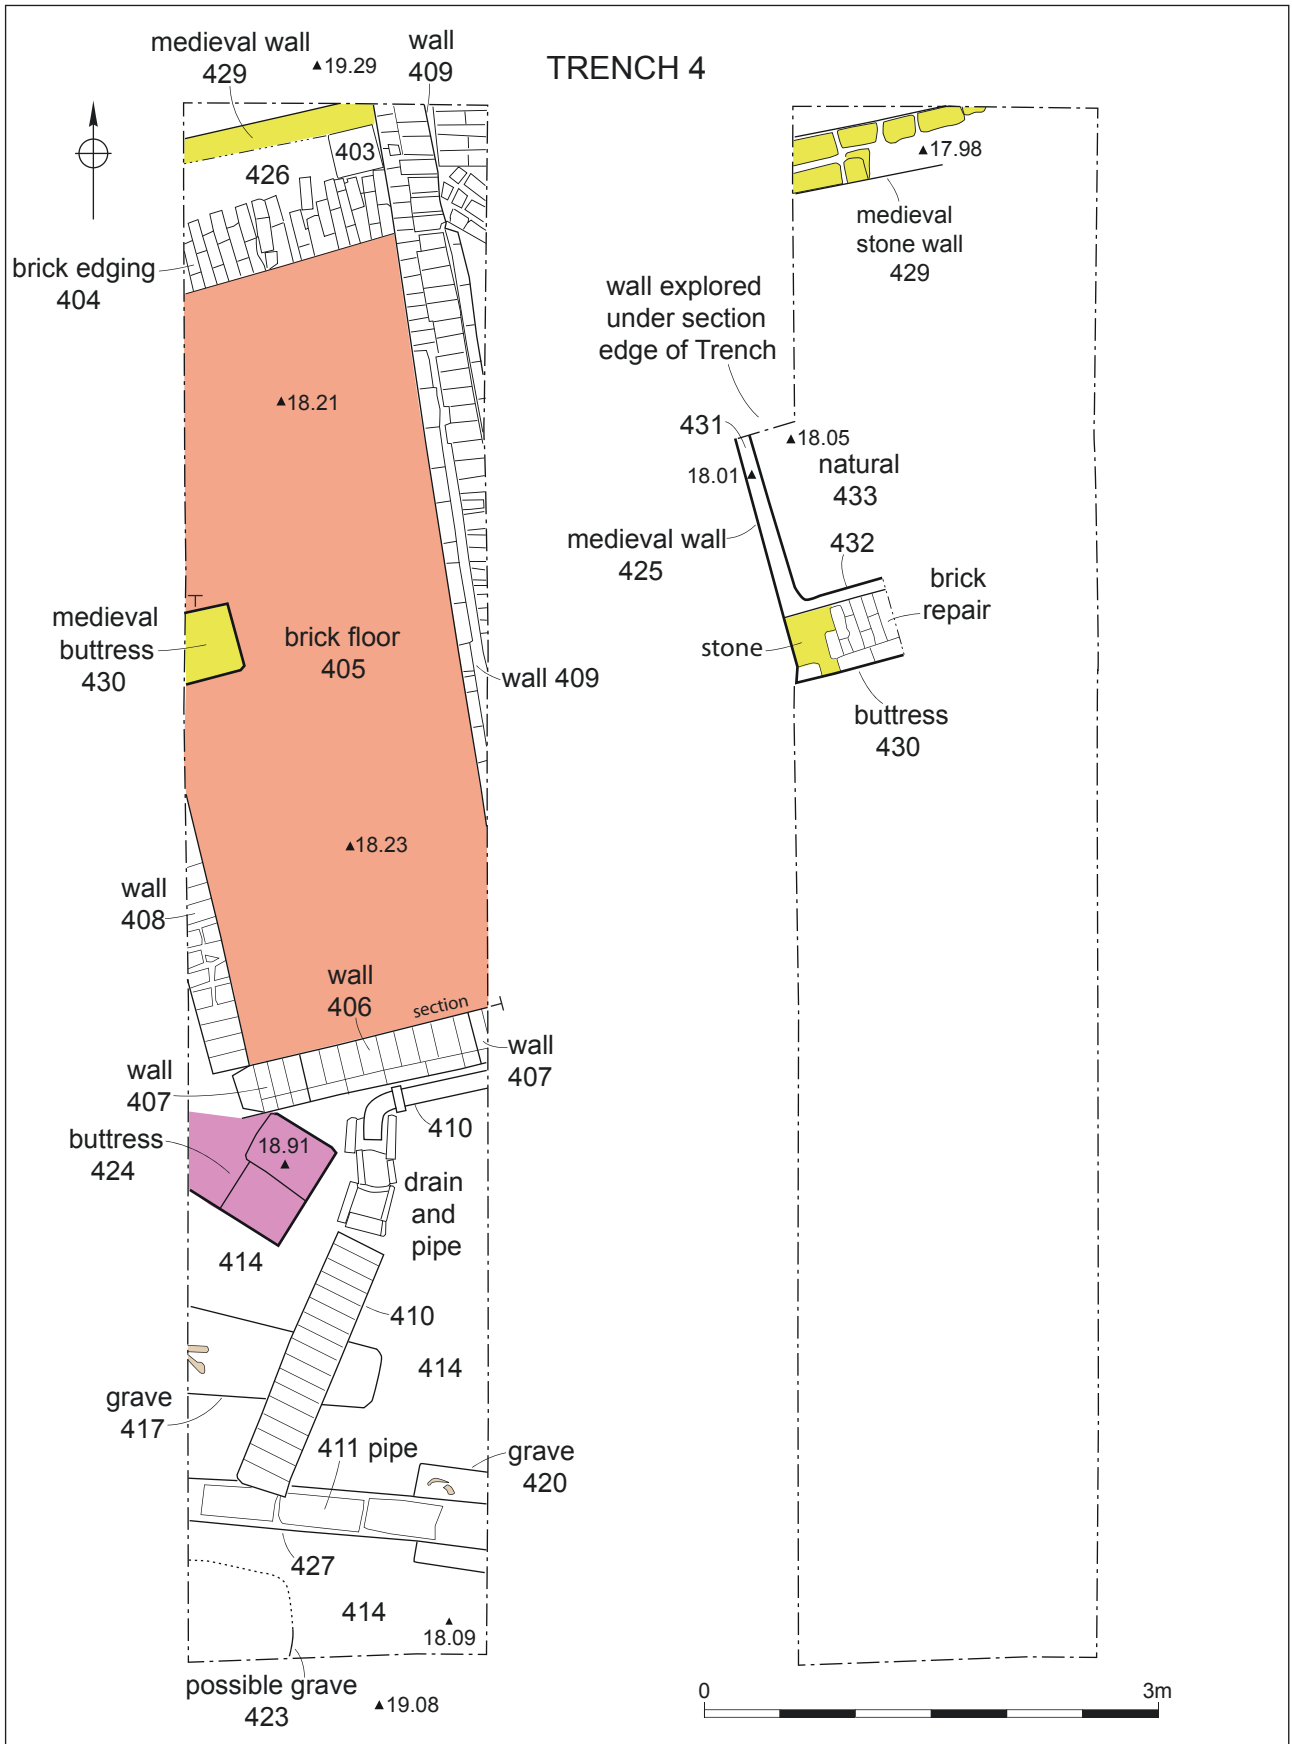 TRENCH 4
medieval wall
429
19.29
wall
409
403
426
brick edging
404
18.21
medieval
buttress
430
brick floor
405
wall 409
18.23
wall
408
wall
406
section
wall
407
wall
407
410
buttress
424
18.91
drain
and
pipe
414
410
414
grave
417
411 pipe
grave
420
427
414
18.09
possible grave
423
19.08
17.98
medieval
stone wall
429
wall explored
under section
edge of Trench
431
18.05
18.01
natural
433
medieval wall
425
432
brick
repair
stone
buttress
430
0
3m